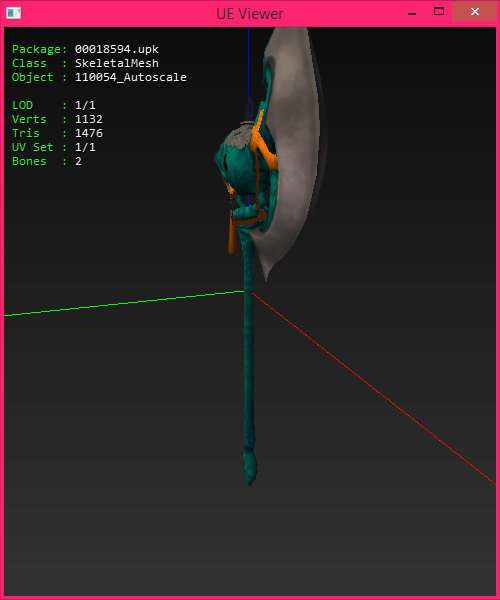 UE Viewer
Package: 00018594.upk
Class : SkeletalMesh
Object : 110054_Autoscale
LOD : 1/1
Verts : 1132
Tris : 1476
UV Set : 1/1
Bones : 2